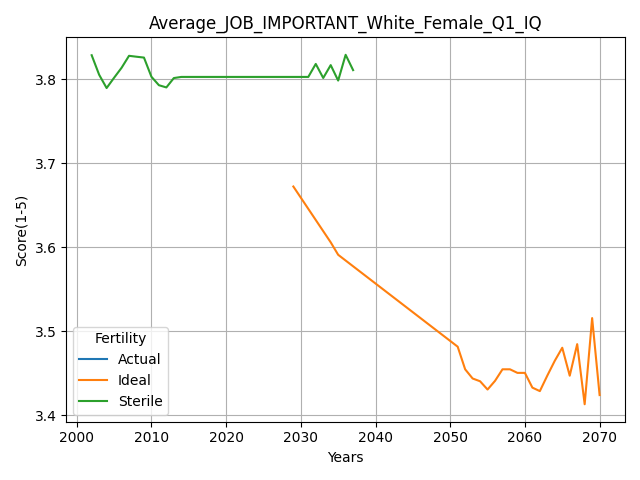 Average_JOB_IMPORTANT_White_Female_Q1_IQ
Score(1-5)
3.8
3.7
3.6
3.5
3.4
Fertility
Actual
Ideal
Sterile
2000 2010 2020 2030 2040 2050 2060 2070
Years